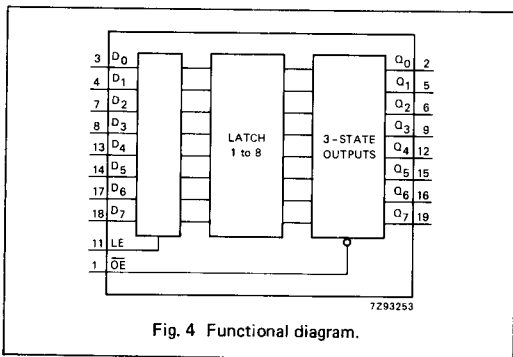 3 D0
4 D1
7 D2
8 D3
13 D4
14 D5
17 D6
18 D7
11 LE
1 O̅E̅
LATCH
1 to 8
3-STATE
OUTPUTS
Q0 2
Q1 5
Q2 6
Q3 9
Q4 12
Q5 15
Q6 16
Q7 19
7Z93253
Fig. 4 Functional diagram.